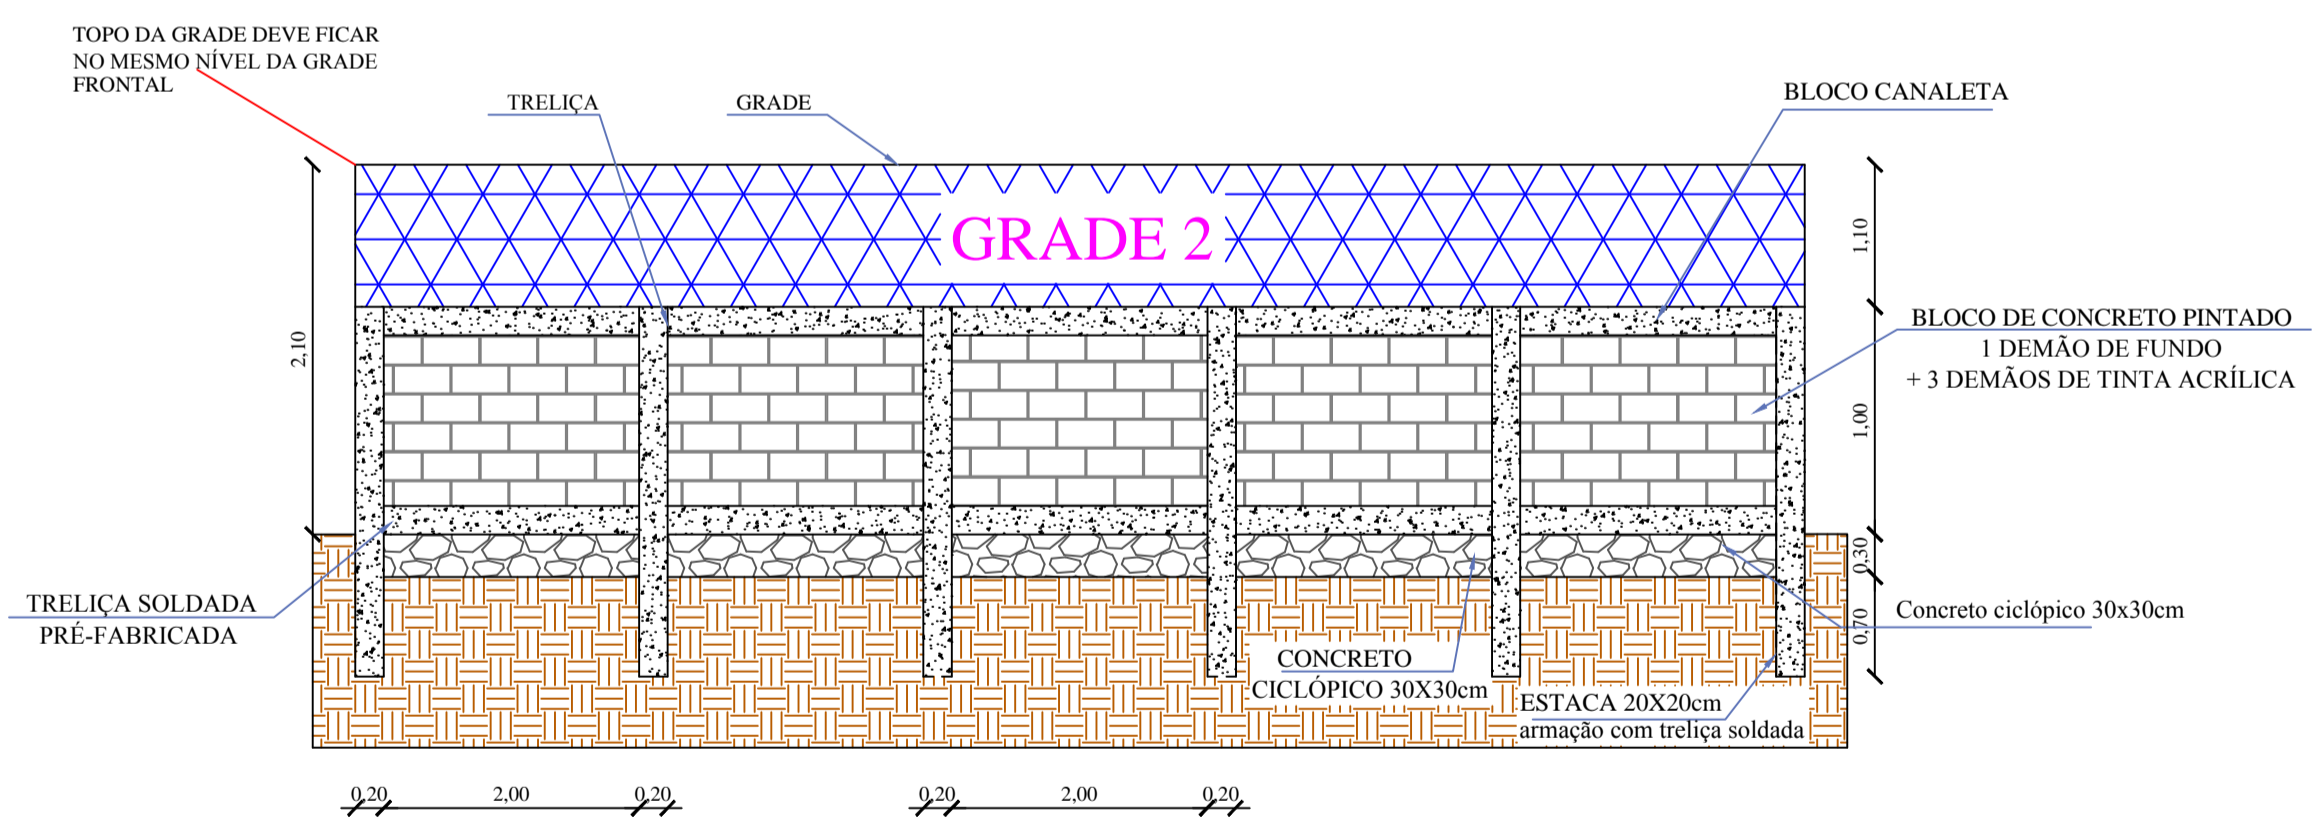 TOPO DA GRADE DEVE FICAR
NO MESMO NÍVEL DA GRADE
FRONTAL
TRELIÇA
GRADE
BLOCO CANALETA
GRADE 2
1,10
2,10
BLOCO DE CONCRETO PINTADO
1 DEMÃO DE FUNDO
+ 3 DEMÃOS DE TINTA ACRÍLICA
1,00
0,30
TRELIÇA SOLDADA
PRÉ-FABRICADA
Concreto ciclópico 30x30cm
0,70
CONCRETO
CICLÓPICO 30X30cm
ESTACA 20X20cm
armação com treliça soldada
0,20
2,00
0,20
0,20
2,00
0,20